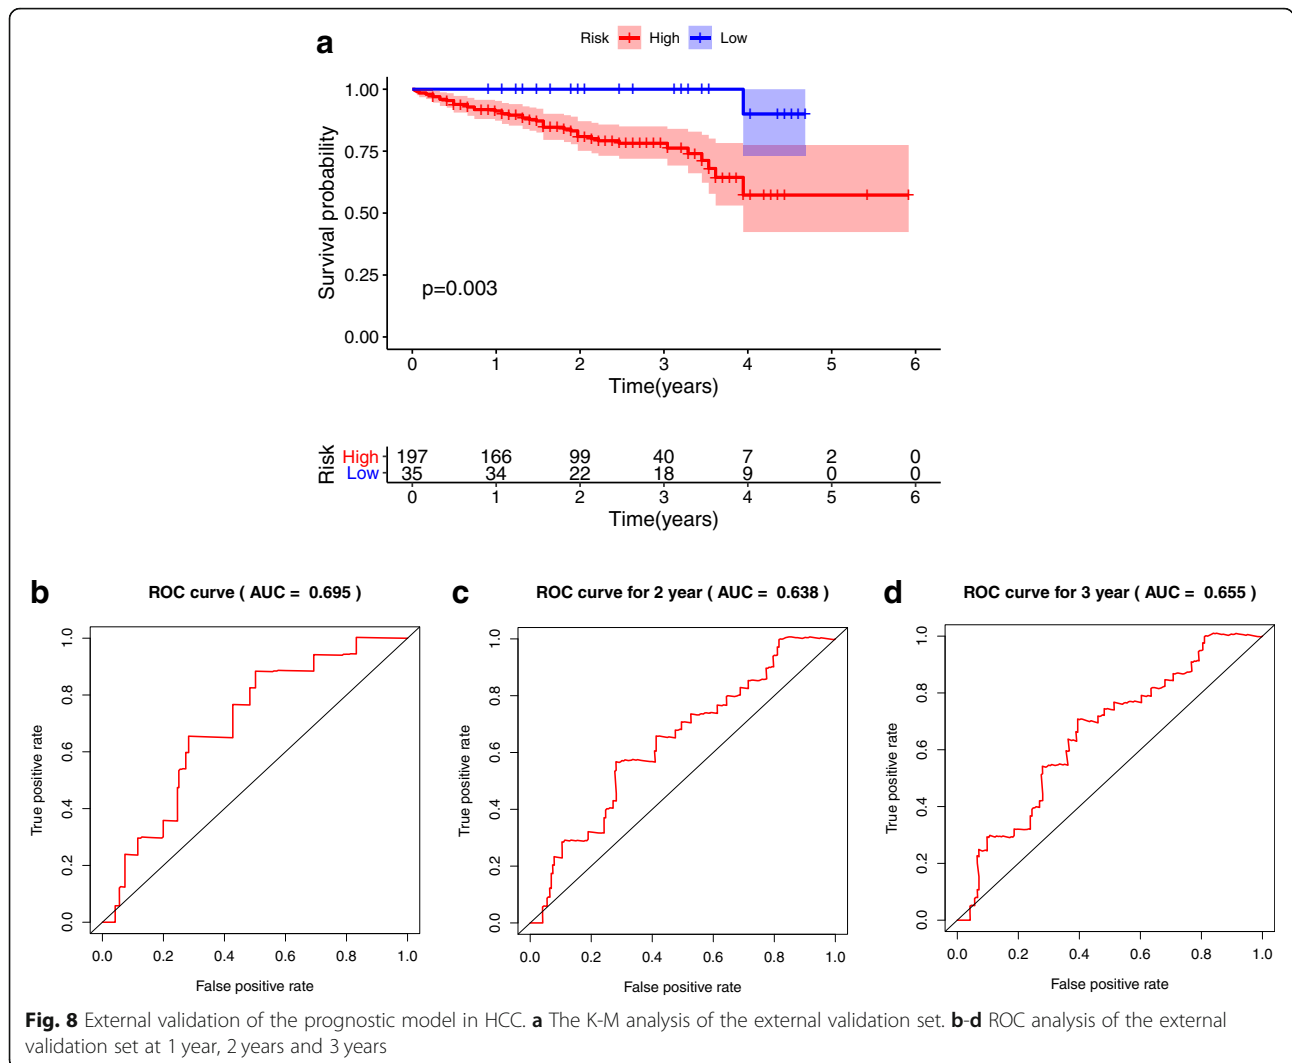 a
Risk High Low
Survival probability
1.00
0.75
0.50
0.25
0.00
p=0.003
0 1 2 3 4 5 6
Time(years)
Risk
High 197 166 99 40 7 2 0
Low 35 34 22 18 9 0 0
0 1 2 3 4 5 6
Time(years)
b
ROC curve ( AUC = 0.695 )
True positive rate
1.0
0.8
0.6
0.4
0.2
0.0
0.0 0.2 0.4 0.6 0.8 1.0
False positive rate
c
ROC curve for 2 year ( AUC = 0.638 )
True positive rate
1.0
0.8
0.6
0.4
0.2
0.0
0.0 0.2 0.4 0.6 0.8 1.0
False positive rate
d
ROC curve for 3 year ( AUC = 0.655 )
True positive rate
1.0
0.8
0.6
0.4
0.2
0.0
0.0 0.2 0.4 0.6 0.8 1.0
False positive rate
Fig. 8 External validation of the prognostic model in HCC. a The K-M analysis of the external validation set. b-d ROC analysis of the external
validation set at 1 year, 2 years and 3 years